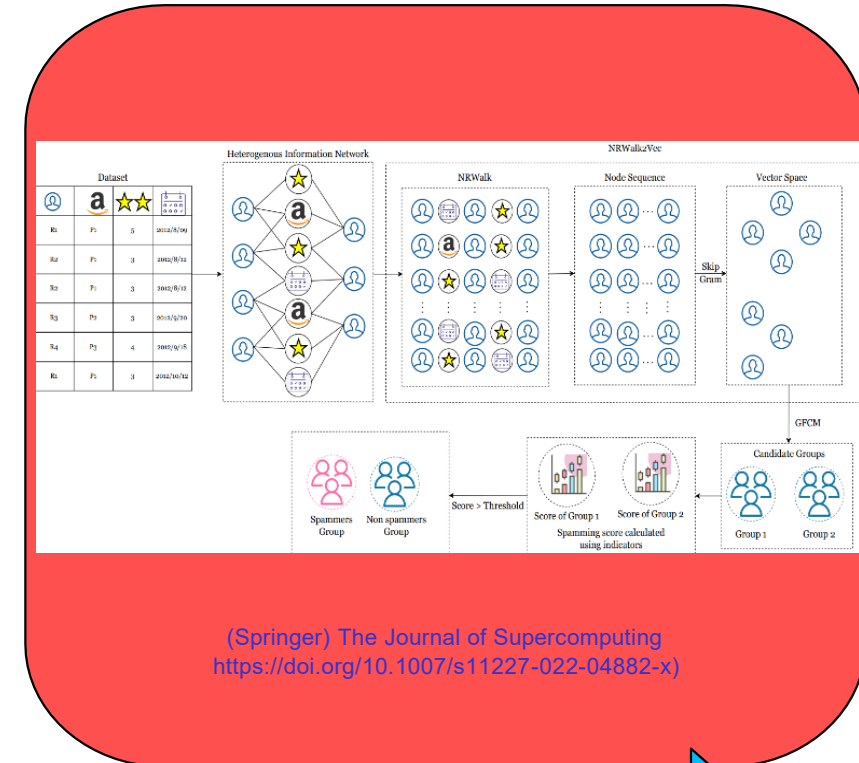 NRWalk2Vec
Heterogenous Information Network
Dataset
NRWalk
Node Sequence
Vector Space
a
R1 P1 5 2012/8/09
R2 P1 3 2012/8/12
R2 P1 3 2012/8/12
R3 P2 3 2012/9/20
R4 P3 4 2012/9/18
R1 P1 3 2012/10/12
a
a
a
Skip
Gram
GFCM
Candidate Groups
Group 1 Group 2
Score of Group 1 Score of Group 2
Spamming score calculated
using indicators
Score > Threshold
Spammers
Group
Non spammers
Group
(Springer) The Journal of Supercomputing
https://doi.org/10.1007/s11227-022-04882-x)